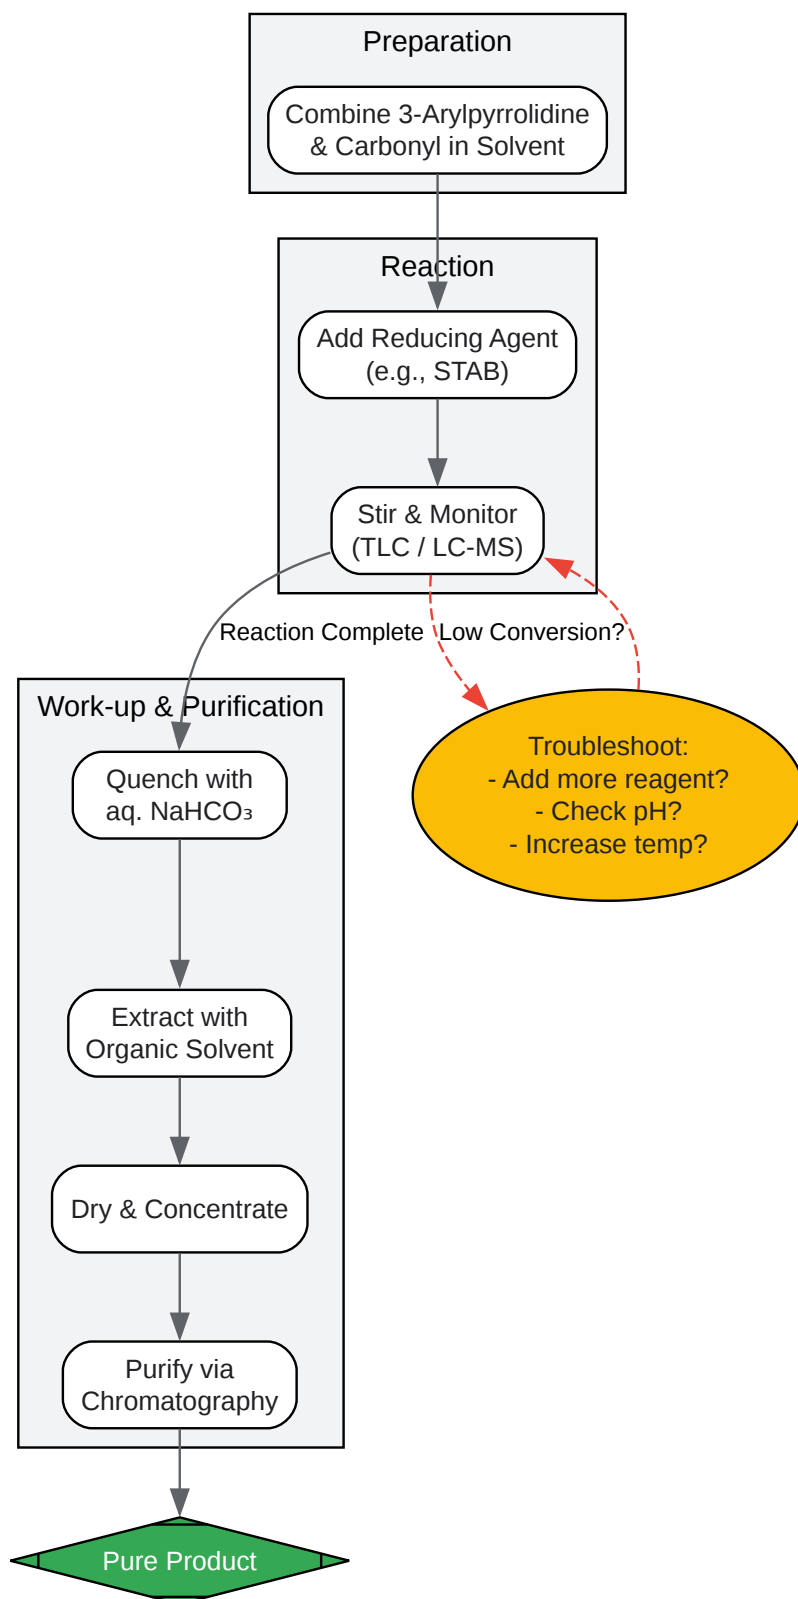 Preparation
Combine 3-Arylpyrrolidine
& Carbonyl in Solvent
Reaction
Add Reducing Agent
(e.g., STAB)
Stir & Monitor
(TLC / LC-MS)
Reaction Complete
Low Conversion?
Work-up & Purification
Quench with
aq. NaHCO₃
Troubleshoot:
- Add more reagent?
- Check pH?
- Increase temp?
Extract with
Organic Solvent
Dry & Concentrate
Purify via
Chromatography
Pure Product